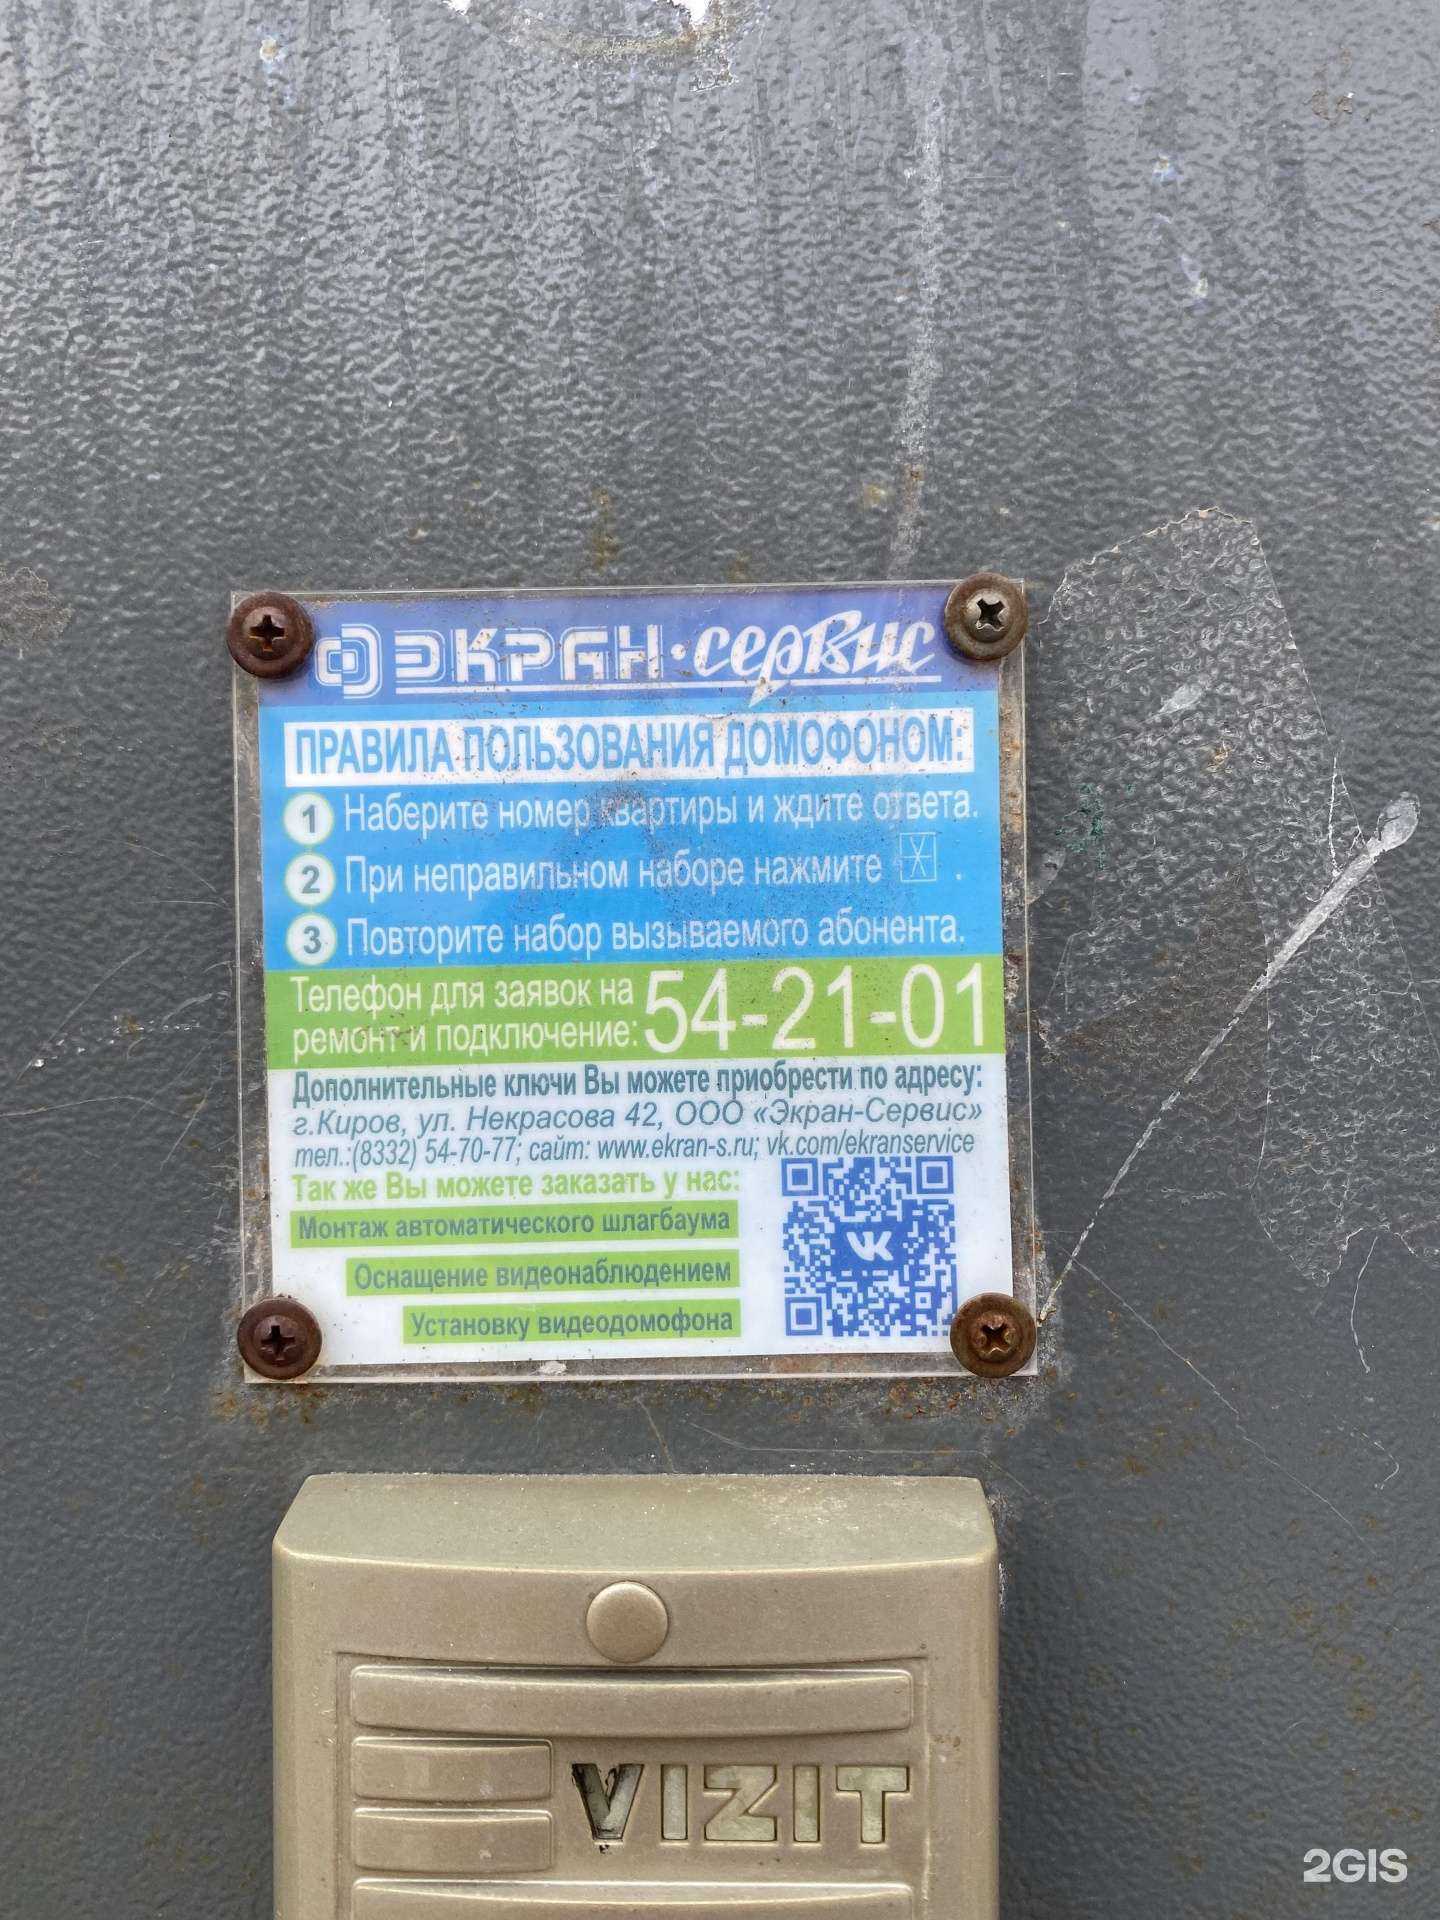 ЭКРАН·сервис
ПРАВИЛА ПОЛЬЗОВАНИЯ ДОМОФОНОМ:
1 Наберите номер квартиры и ждите ответа.
2 При неправильном наборе нажмите Ж .
3 Повторите набор вызываемого абонента.
Телефон для заявок на
ремонт и подключение: 54-21-01
Дополнительные ключи Вы можете приобрести по адресу:
г.Киров, ул. Некрасова 42, ООО «Экран-Сервис»
тел.:(8332) 54-70-77; сайт: www.ekran-s.ru; vk.com/ekranservice
Так же Вы можете заказать у нас:
Монтаж автоматического шлагбаума
Оснащение видеонаблюдением
Установку видеодомофона
VIZIT
2GIS